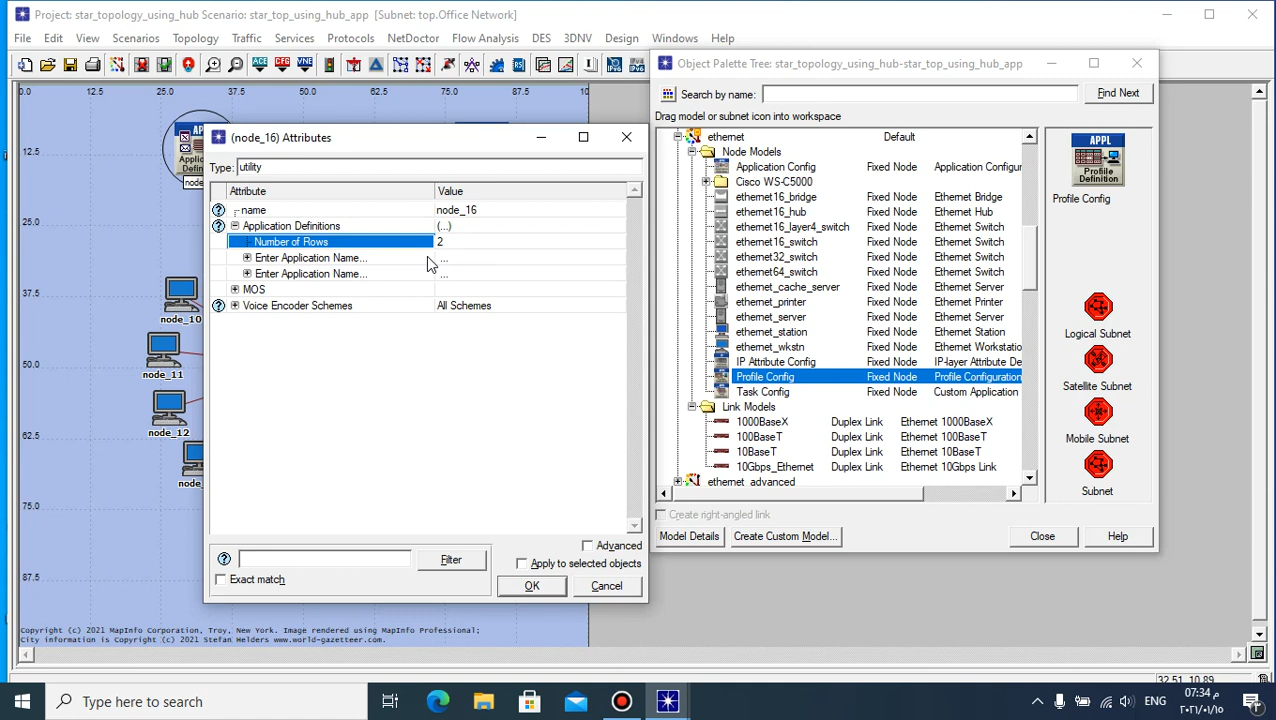 Project: star_topology_using_hub Scenario: star_top_using_hub_app [Subnet: top.Office Network]
File Edit View Scenarios Topology Traffic Services Protocols NetDoctor Flow Analysis DES 3DNV Design Windows Help
0.0 12.5 25.0 37.5 50.0 62.5 75.0 87.5 10
12.5
25.0
37.5
50.0
62.5
75.0
87.5
node_10
node_11
node_12
(node_16) Attributes
Type: utility
Attribute Value
name node_16
Application Definitions (...)
Number of Rows 2
Enter Application Name... ...
Enter Application Name... ...
MOS
Voice Encoder Schemes All Schemes
Advanced
Filter
Apply to selected objects
Exact match
OK Cancel
Object Palette Tree: star_topology_using_hub-star_top_using_hub_app
Search by name: Find Next
Drag model or subnet icon into workspace
ethernet Default
Node Models
Application Config Fixed Node Application Configur
Cisco WS-C5000
ethernet16_bridge Fixed Node Ethernet Bridge
ethernet16_hub Fixed Node Ethernet Hub
ethernet16_layer4_switch Fixed Node Ethernet Switch
ethernet16_switch Fixed Node Ethernet Switch
ethernet32_switch Fixed Node Ethernet Switch
ethernet64_switch Fixed Node Ethernet Switch
ethernet_cache_server Fixed Node Ethernet Server
ethernet_printer Fixed Node Ethernet Printer
ethernet_server Fixed Node Ethernet Server
ethernet_station Fixed Node Ethernet Station
ethernet_wkstn Fixed Node Ethernet Workstatio
IP Attribute Config Fixed Node IP-layer Attribute De
Profile Config Fixed Node Profile Configuration
Task Config Fixed Node Custom Application
Link Models
1000BaseX Duplex Link Ethernet 1000BaseX
100BaseT Duplex Link Ethernet 100BaseT
10BaseT Duplex Link Ethernet 10BaseT
10Gbps_Ethernet Duplex Link Ethernet 10Gbps Link
ethernet_advanced
APPL
Profile
Definition
Profile Config
Logical Subnet
Satellite Subnet
Mobile Subnet
Subnet
Create right-angled link
Model Details Create Custom Model... Close Help
Copyright (c) 2021 MapInfo Corporation, Troy, New York. Image rendered using MapInfo Professional;
City information is Copyright (c) 2021 Stefan Helders www.world-gazetteer.com.
32.51, 10.89
Type here to search
ENG
07:34 م
٢٠٢١/٠١/١٥